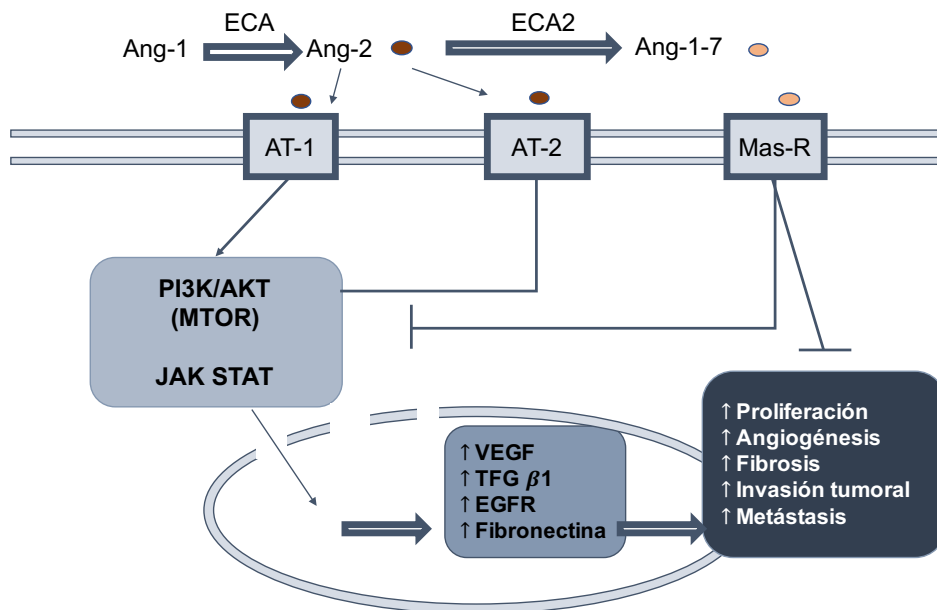 ECA
ECA2
Ang-1
Ang-2
Ang-1-7
AT-1
AT-2
Mas-R
PI3K/AKT
(MTOR)
JAK STAT
↑ VEGF
↑ TFG β1
↑ EGFR
↑ Fibronectina
↑ Proliferación
↑ Angiogénesis
↑ Fibrosis
↑ Invasión tumoral
↑ Metástasis